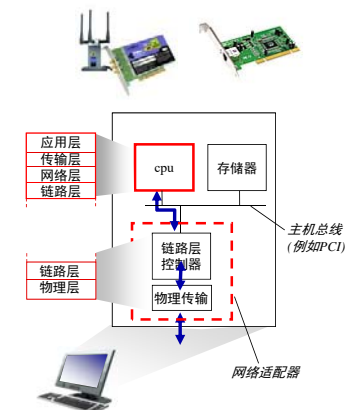 应用层
传输层
网络层
链路层
cpu
存储器
主机总线
(例如PCI)
链路层
控制器
链路层
物理层
物理传输
网络适配器